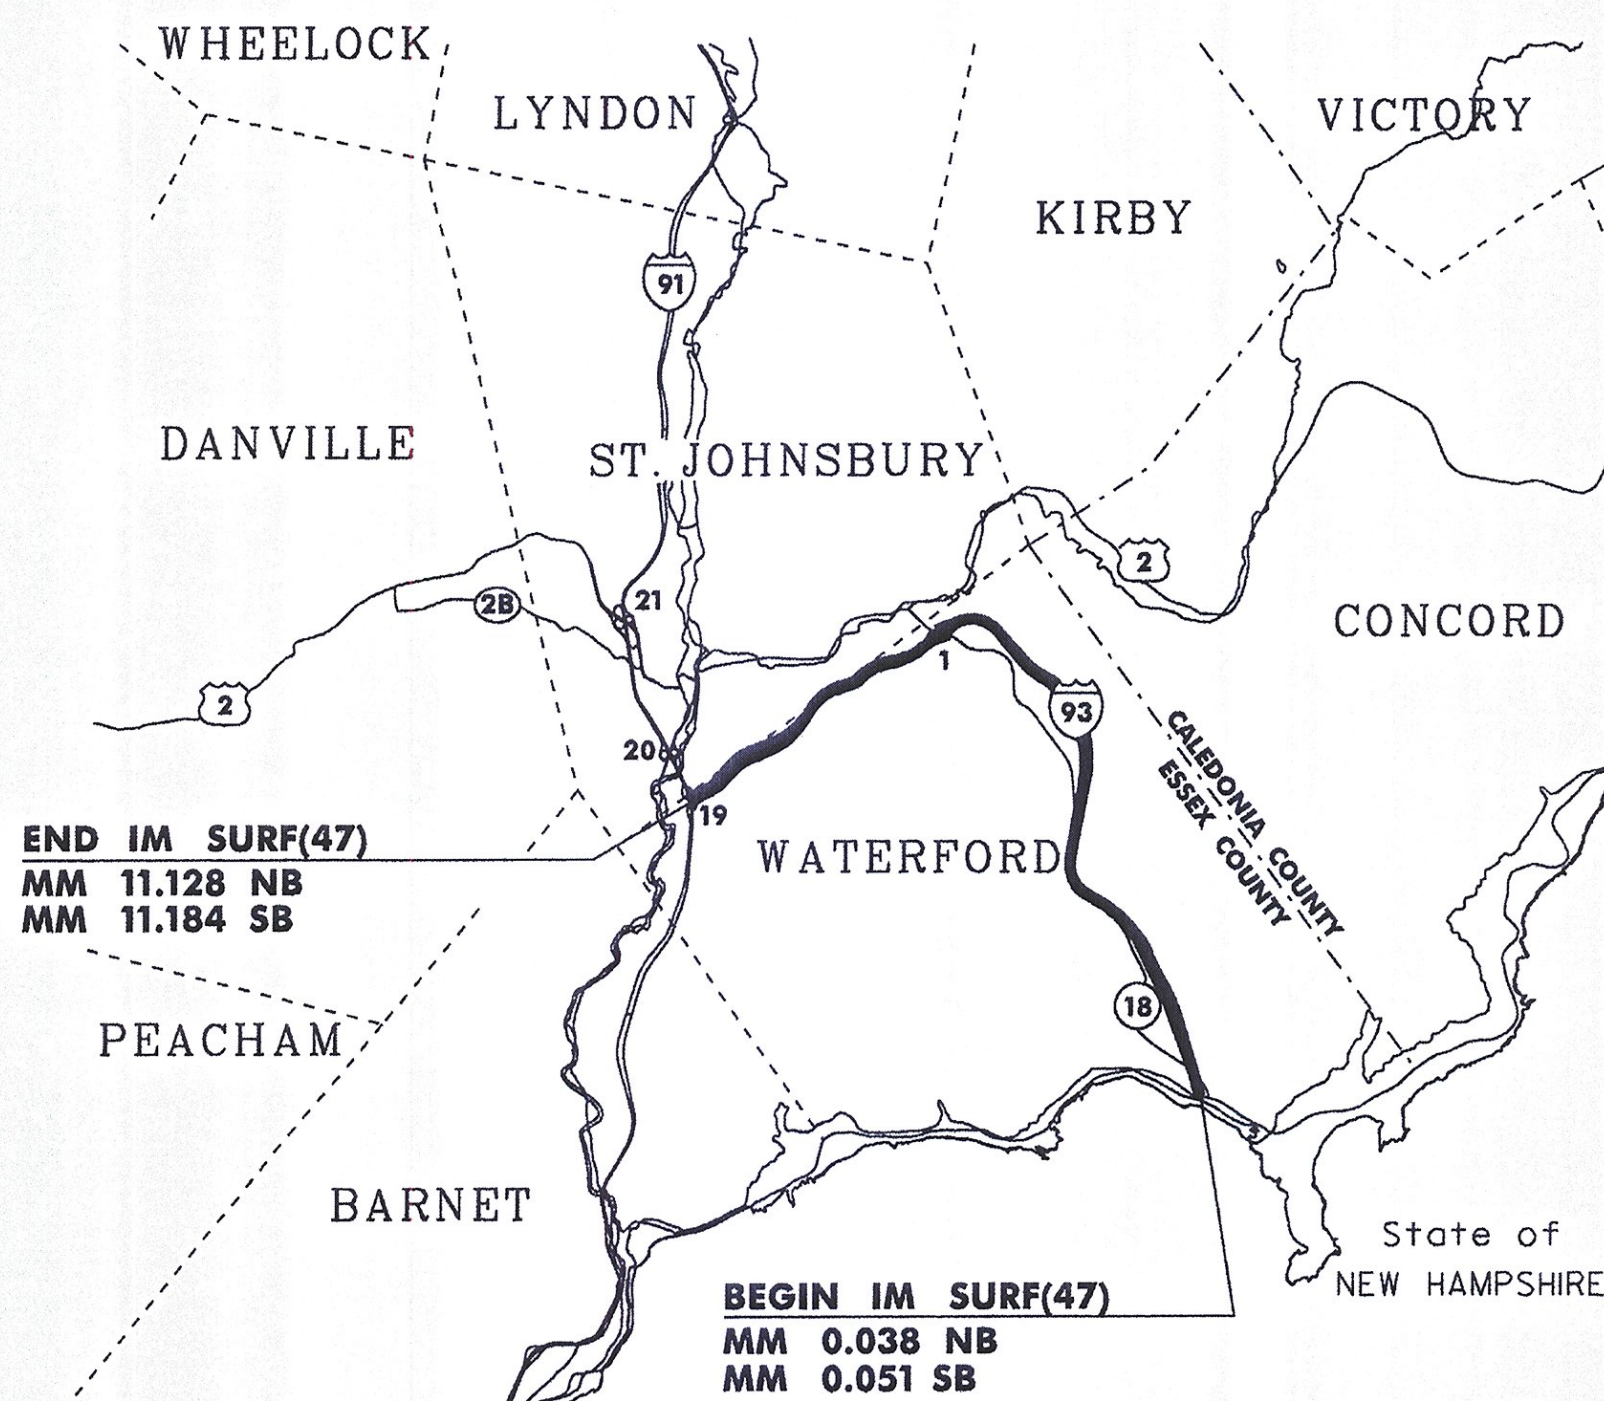 WHEELOCK
LYNDON
VICTORY
KIRBY
91
DANVILLE
ST. JOHNSBURY
2
21
2B
CONCORD
1
2
93
20
19
CALEDONIA COUNTY
ESSEX COUNTY
END IM SURF(47)
MM 11.128 NB
MM 11.184 SB
WATERFORD
18
PEACHAM
BARNET
State of
NEW HAMPSHIRE
BEGIN IM SURF(47)
MM 0.038 NB
MM 0.051 SB